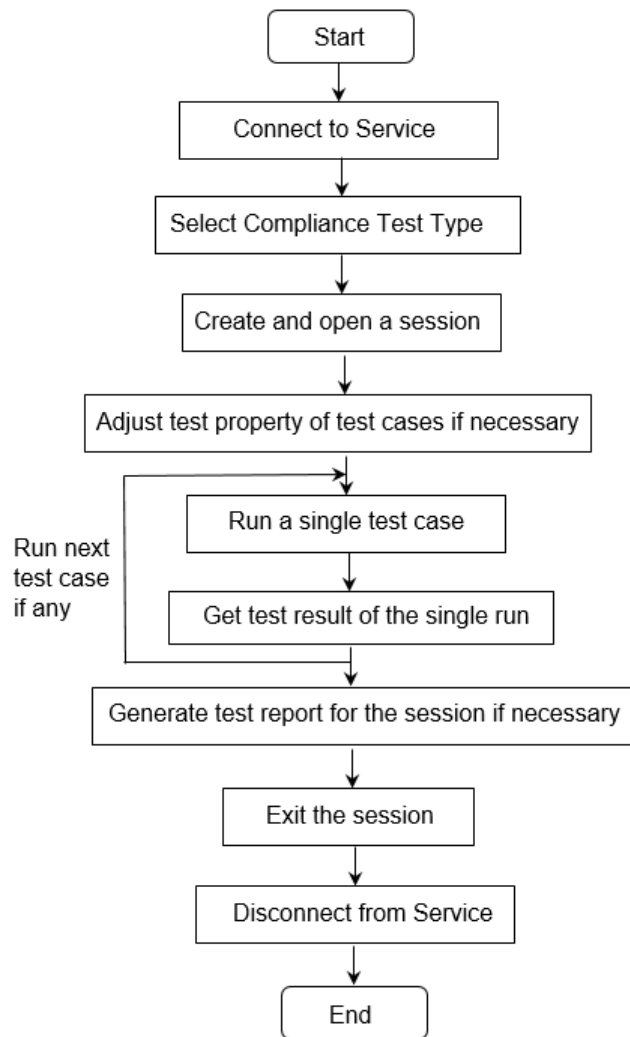 Start
Connect to Service
Select Compliance Test Type
Create and open a session
Adjust test property of test cases if necessary
Run a single test case
Run next
test case
if any
Get test result of the single run
Generate test report for the session if necessary
Exit the session
Disconnect from Service
End